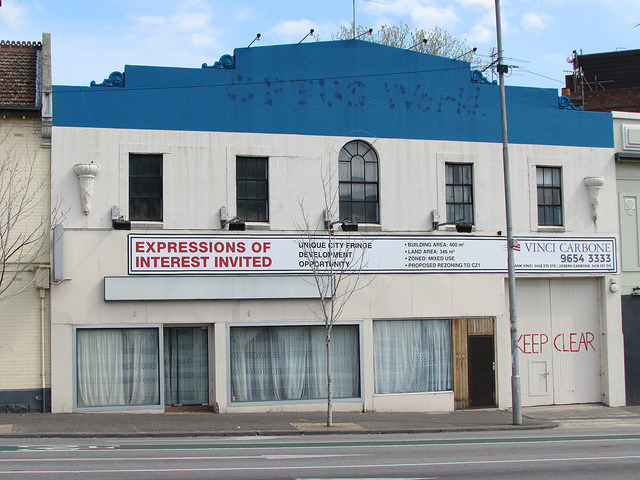 EXPRESSIONS OF
INTEREST INVITED
UNIQUE CITY FRINGE
DEVELOPMENT
OPPORTUNITY
• BUILDING AREA: 400 m²
• LAND AREA: 346 m²
• ZONED: MIXED USE
• PROPOSED REZONING TO CZ1
VINCI CARBONE
9654 3333
KEEP CLEAR